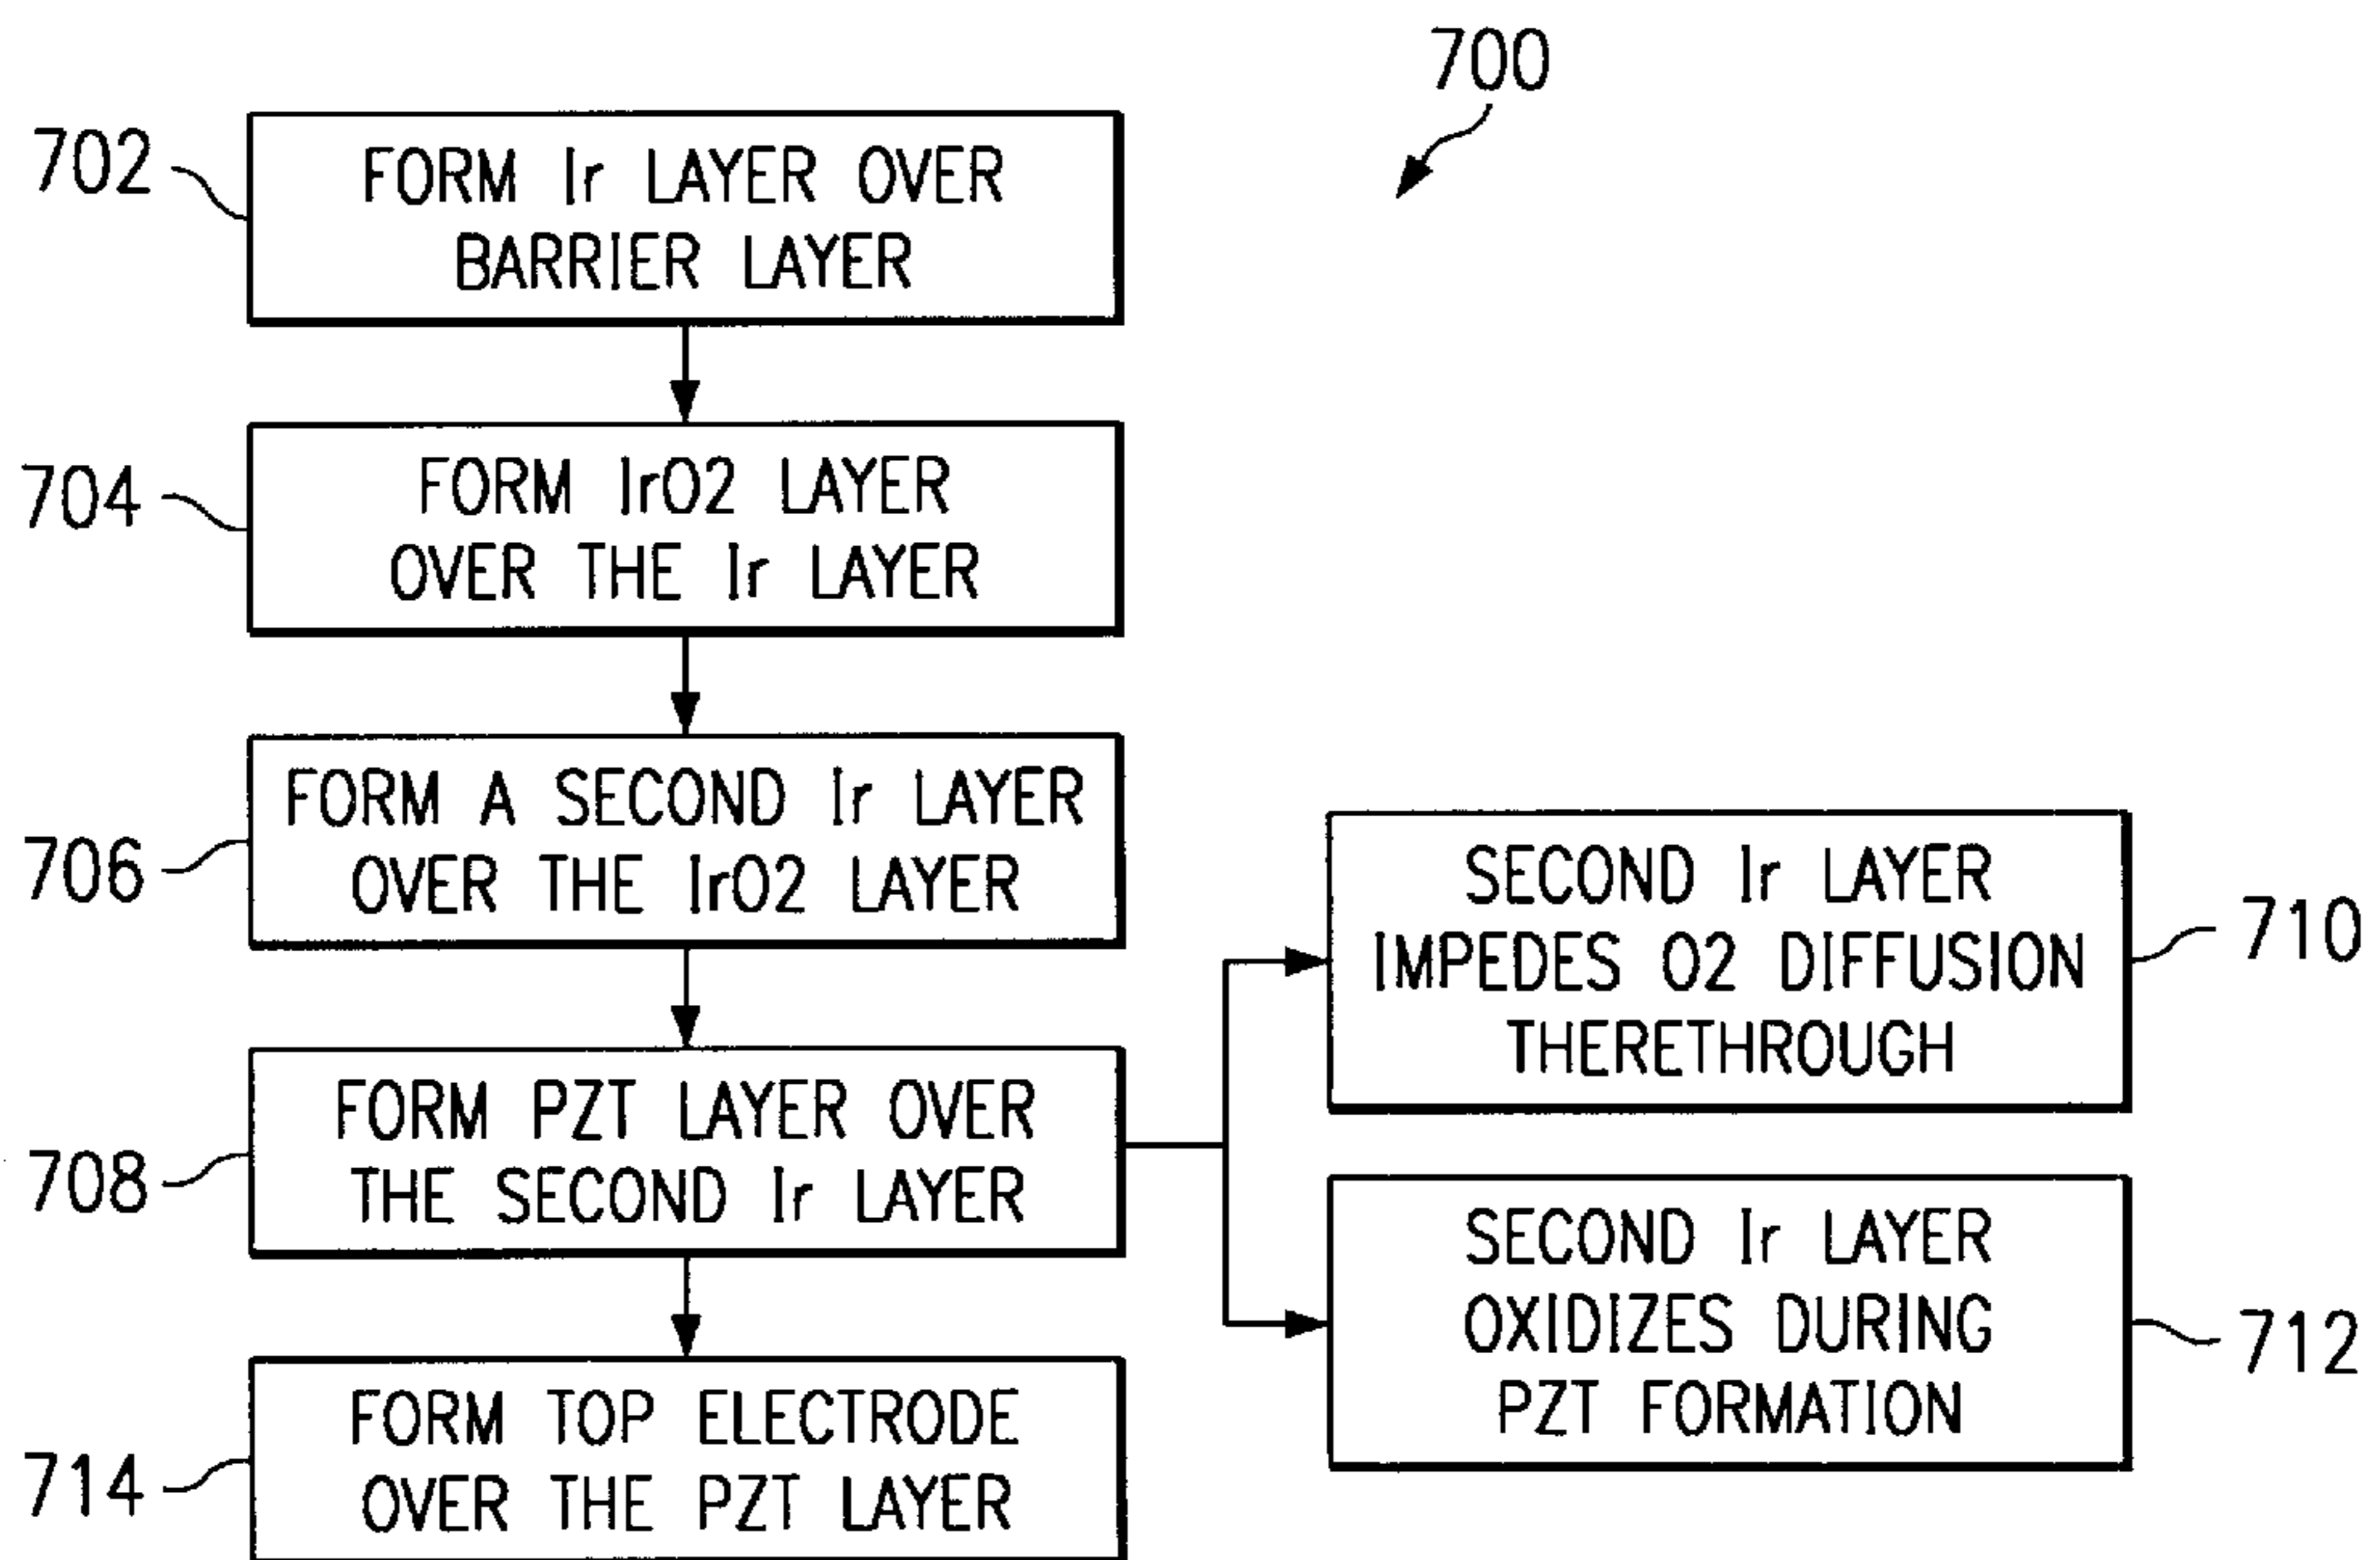 700
702
FORM Ir LAYER OVER
BARRIER LAYER
704
FORM IrO2 LAYER
OVER THE Ir LAYER
706
FORM A SECOND Ir LAYER
OVER THE IrO2 LAYER
708
FORM PZT LAYER OVER
THE SECOND Ir LAYER
SECOND Ir LAYER
IMPEDES O2 DIFFUSION
THERETHROUGH
710
SECOND Ir LAYER
OXIDIZES DURING
PZT FORMATION
712
714
FORM TOP ELECTRODE
OVER THE PZT LAYER